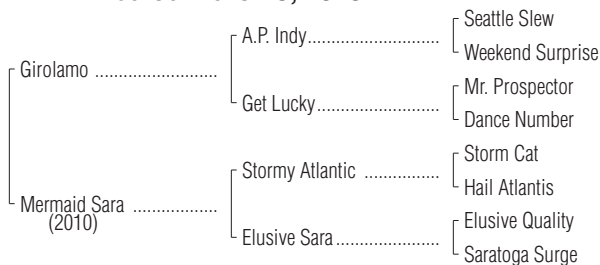 Seattle Slew
A.P. Indy
Weekend Surprise
Girolamo
Mr. Prospector
Get Lucky
Dance Number
Storm Cat
Stormy Atlantic
Hail Atlantis
Mermaid Sara
(2010)
Elusive Quality
Elusive Sara
Saratoga Surge